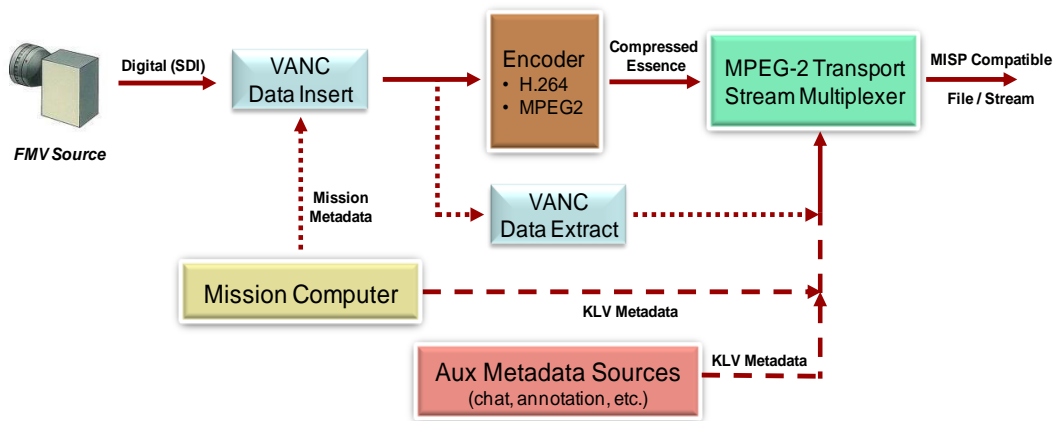 FMV Source
Digital (SDI)
VANC
Data Insert
Encoder
• H.264
• MPEG2
Compressed
Essence
MPEG-2 Transport
Stream Multiplexer
MISP Compatible
File / Stream
Mission
Metadata
VANC
Data Extract
Mission Computer
KLV Metadata
Aux Metadata Sources
(chat, annotation, etc.)
KLV Metadata